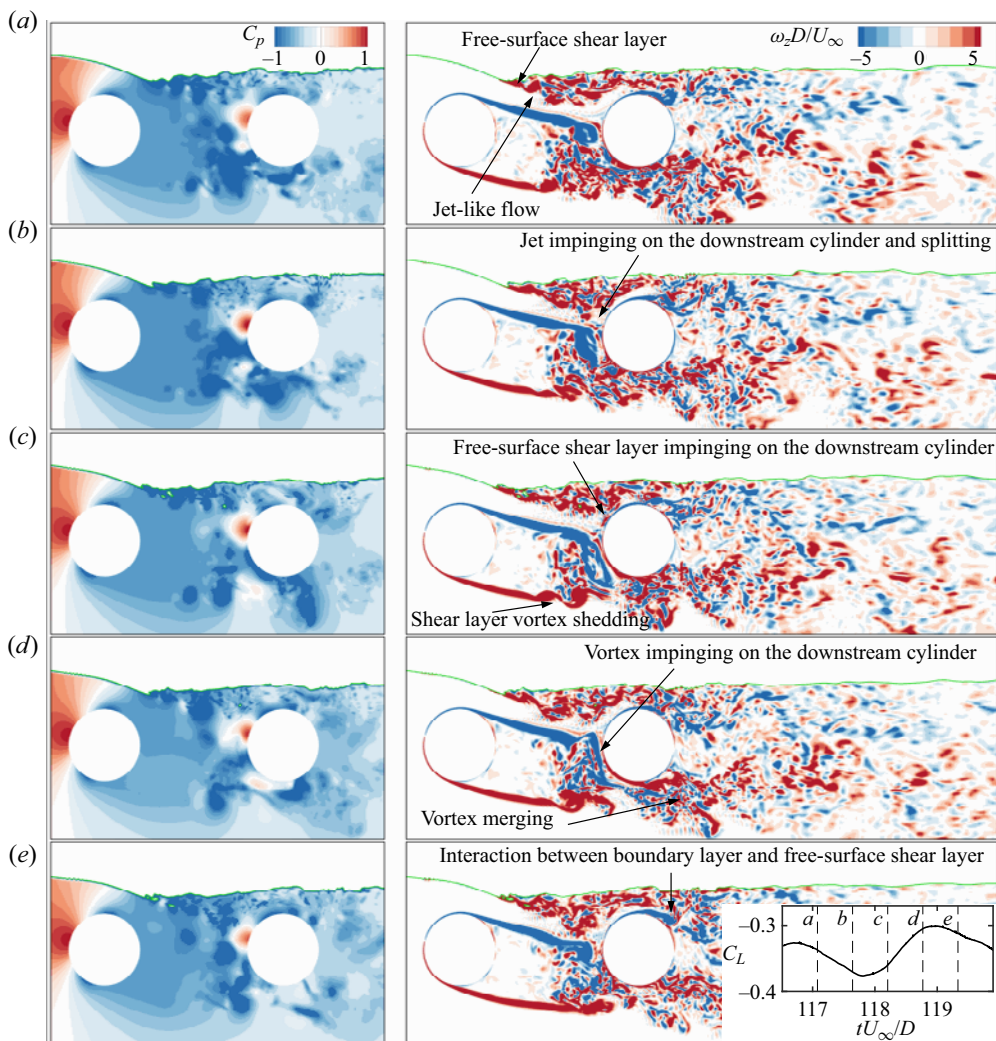 (a)
C_p
−1 0 1
Free-surface shear layer
ω_zD/U_∞
−5 0 5
Jet-like flow
(b)
Jet impinging on the downstream cylinder and splitting
(c)
Free-surface shear layer impinging on the downstream cylinder
Shear layer vortex shedding
(d)
Vortex impinging on the downstream cylinder
Vortex merging
(e)
Interaction between boundary layer and free-surface shear layer
a b c d e
−0.3
C_L
−0.4
117 118 119
tU_∞/D